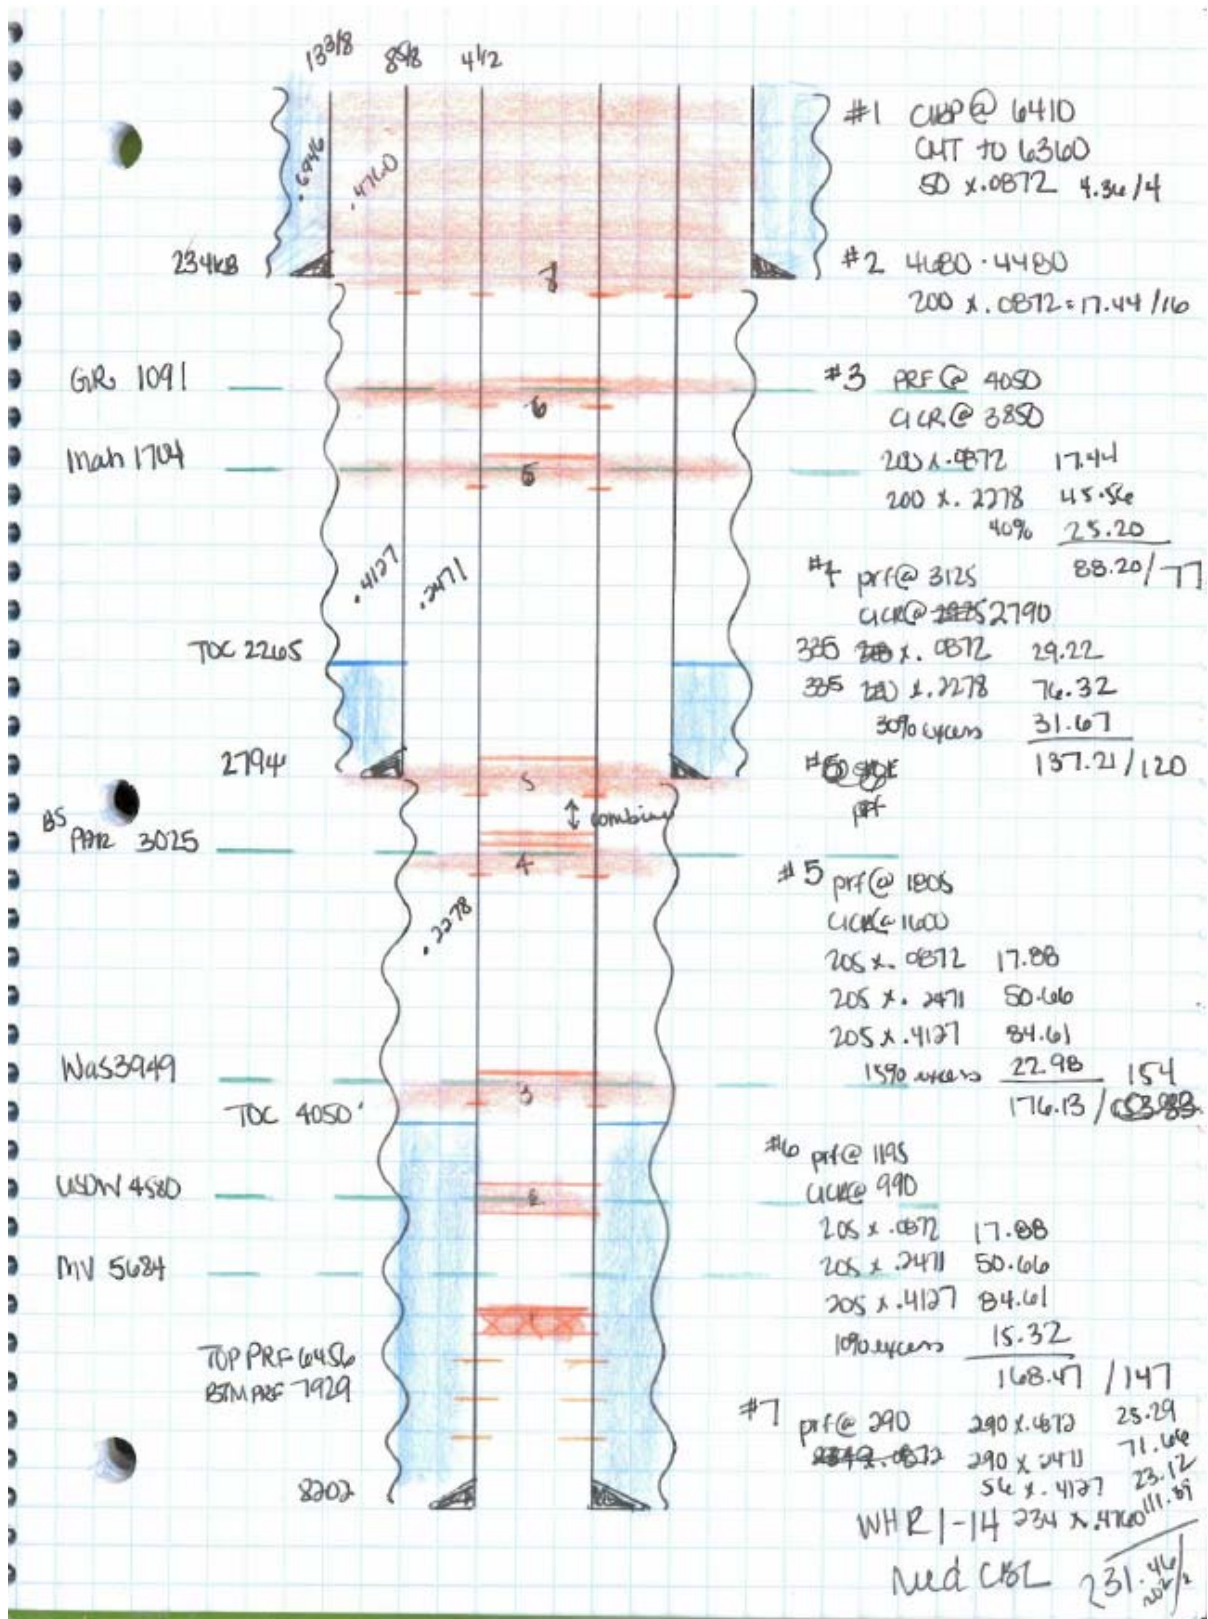 13 3/8 8 5/8 4 1/2
.6946
.4760
234KB
7
GR 1091
6
Mah 1704
5
.4127
.2471
TOC 2265
2794
5
combine
BS
3025
4
.2278
Was 3949
3
TOC 4050'
USDW 4580
2
MV 5684
1
TOP PRF 6456
BTM PRF 7929
8202
#1 CIBP @ 6410
CMT to 6360
50 x .0872 4.36/4
#2 4680 - 4480
200 x .0872 = 17.44/16
#3 PRF @ 4050
CICR @ 3850
200 x .0872 17.44
200 x .2278 45.56
40% 25.20
88.20/77
#4 prf @ 3125
CICR @ 2790
335 x .0872 29.22
335 x .2278 76.32
30% excess 31.67
137.21/120
prf
#5 prf @ 1805
CICR @ 1600
205 x .0872 17.88
205 x .2471 50.66
205 x .4127 84.61
15% excess 22.98 154
176.13/
#6 prf @ 1195
CICR @ 990
205 x .0872 17.88
205 x .2471 50.66
205 x .4127 84.61
10% excess 15.32
168.47 /147
#7 prf @ 290 290 x .0872 25.29
290 x .2471 71.66
56 x .4127 23.12
WHR 1-14 234 x .4760 111.39
Need CBL 231.46/